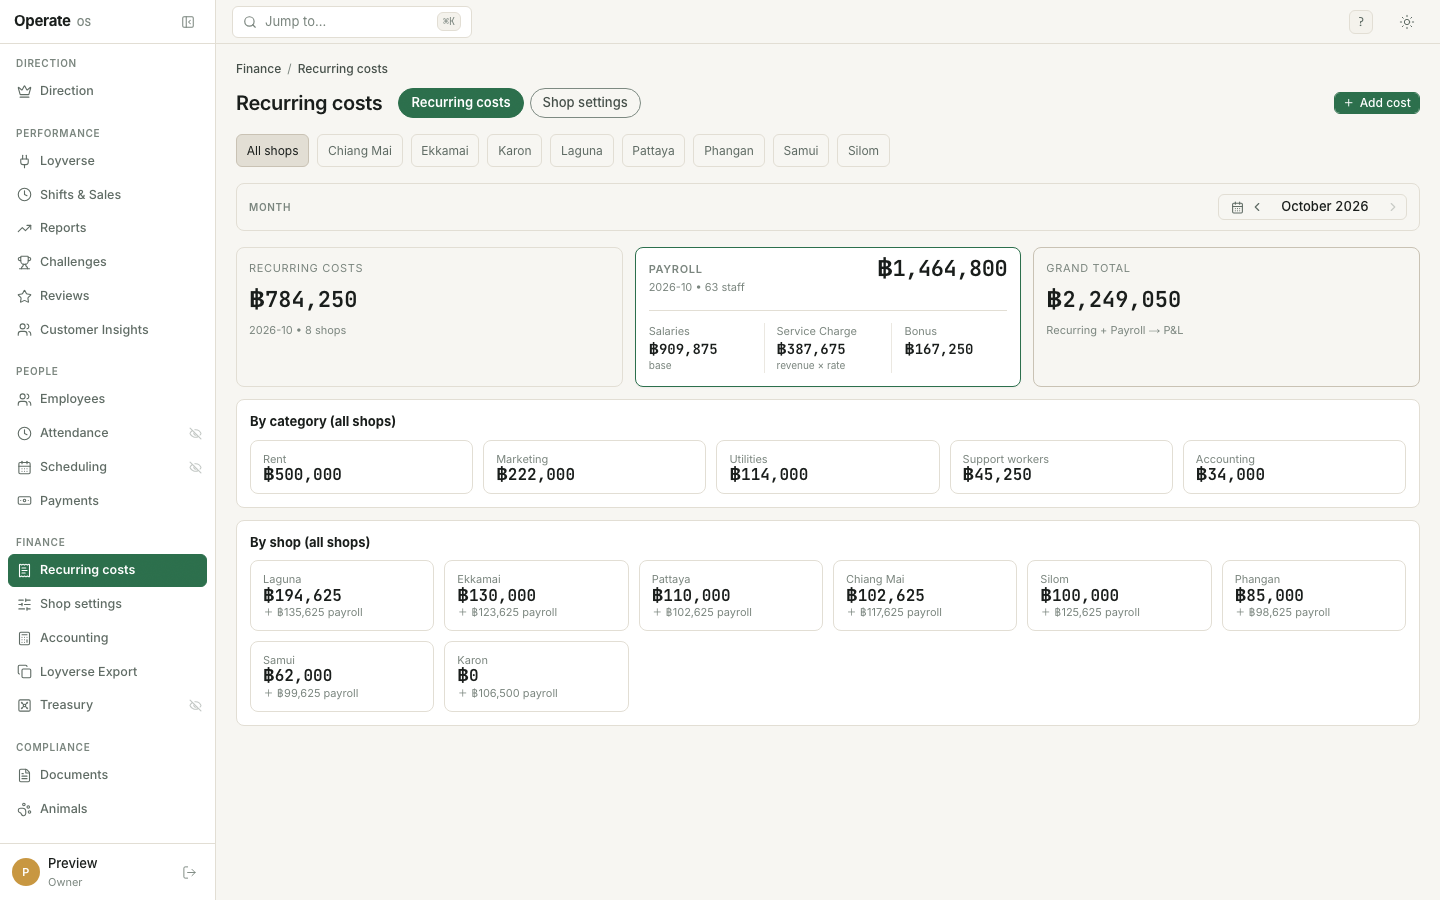 Operate OS
Jump to...
⌘K
?
DIRECTION
Direction
PERFORMANCE
Loyverse
Shifts & Sales
Reports
Challenges
Reviews
Customer Insights
PEOPLE
Employees
Attendance
Scheduling
Payments
FINANCE
Recurring costs
Shop settings
Accounting
Loyverse Export
Treasury
COMPLIANCE
Documents
Animals
P
Preview
Owner
Finance / Recurring costs
Recurring costs
Recurring costs
Shop settings
+ Add cost
All shops
Chiang Mai
Ekkamai
Karon
Laguna
Pattaya
Phangan
Samui
Silom
MONTH
October 2026
RECURRING COSTS
฿784,250
2026-10 • 8 shops
PAYROLL
2026-10 • 63 staff
฿1,464,800
Salaries
฿909,875
base
Service Charge
฿387,675
revenue × rate
Bonus
฿167,250
GRAND TOTAL
฿2,249,050
Recurring + Payroll → P&L
By category (all shops)
Rent
฿500,000
Marketing
฿222,000
Utilities
฿114,000
Support workers
฿45,250
Accounting
฿34,000
By shop (all shops)
Laguna
฿194,625
+ ฿135,625 payroll
Ekkamai
฿130,000
+ ฿123,625 payroll
Pattaya
฿110,000
+ ฿102,625 payroll
Chiang Mai
฿102,625
+ ฿117,625 payroll
Silom
฿100,000
+ ฿125,625 payroll
Phangan
฿85,000
+ ฿98,625 payroll
Samui
฿62,000
+ ฿99,625 payroll
Karon
฿0
+ ฿106,500 payroll